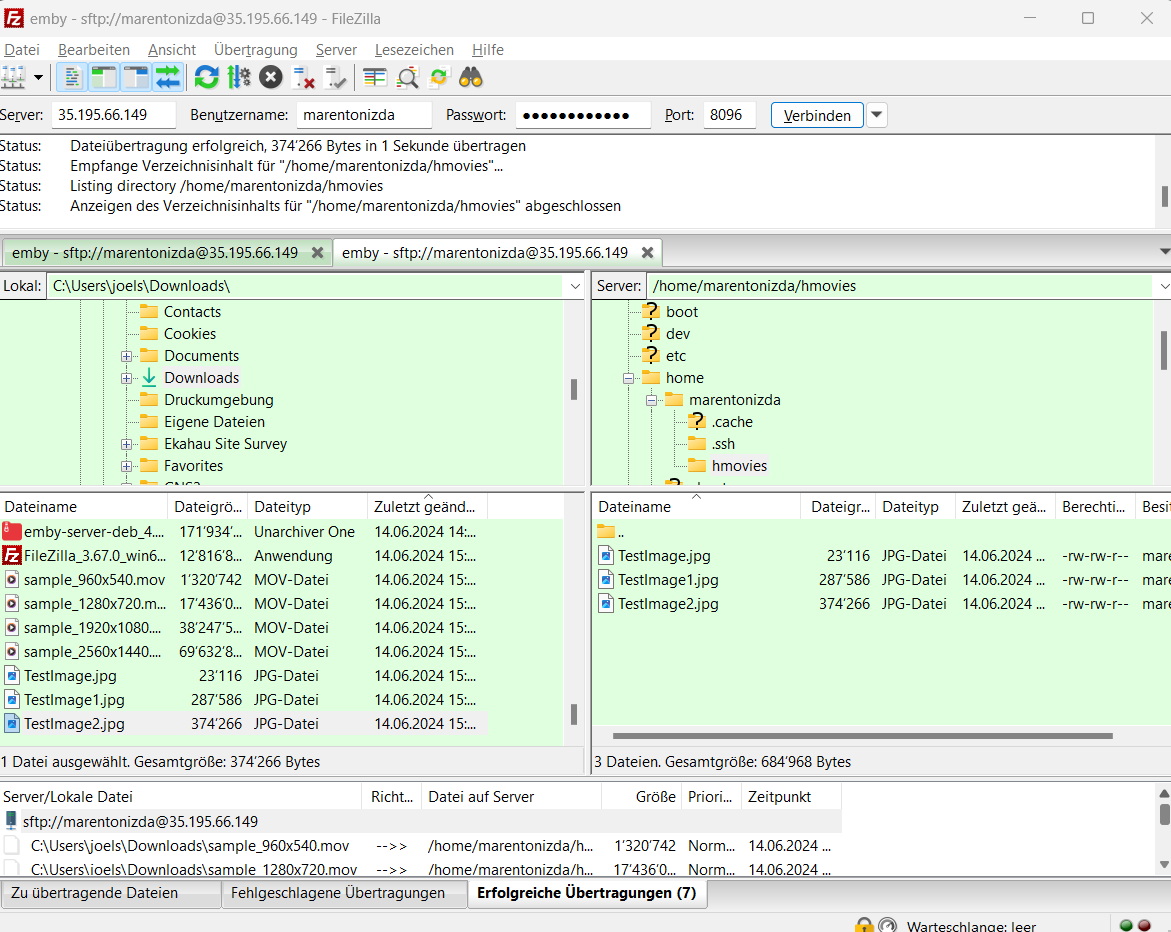 emby - sftp://marentonizda@35.195.66.149 - FileZilla
Datei Bearbeiten Ansicht Übertragung Server Lesezeichen Hilfe
Server: 35.195.66.149 Benutzername: marentonizda Passwort: ●●●●●●●●●●●● Port: 8096 Verbinden
Status: Dateiübertragung erfolgreich, 374’266 Bytes in 1 Sekunde übertragen
Status: Empfange Verzeichnisinhalt für "/home/marentonizda/hmovies"...
Status: Listing directory /home/marentonizda/hmovies
Status: Anzeigen des Verzeichnisinhalts für "/home/marentonizda/hmovies" abgeschlossen
emby - sftp://marentonizda@35.195.66.149 emby - sftp://marentonizda@35.195.66.149
Lokal: C:\Users\joels\Downloads\
Contacts
Cookies
Documents
Downloads
Druckumgebung
Eigene Dateien
Ekahau Site Survey
Favorites
Server: /home/marentonizda/hmovies
boot
dev
etc
home
marentonizda
.cache
.ssh
hmovies
Dateiname Dateigrö... Dateityp Zuletzt geänd...
emby-server-deb_4.... 171’934’... Unarchiver One 14.06.2024 14:...
FileZilla_3.67.0_win6... 12’816’8... Anwendung 14.06.2024 15:...
sample_960x540.mov 1’320’742 MOV-Datei 14.06.2024 15:...
sample_1280x720.m... 17’436’0... MOV-Datei 14.06.2024 15:...
sample_1920x1080.... 38’247’5... MOV-Datei 14.06.2024 15:...
sample_2560x1440.... 69’632’8... MOV-Datei 14.06.2024 15:...
TestImage.jpg 23’116 JPG-Datei 14.06.2024 15:...
TestImage1.jpg 287’586 JPG-Datei 14.06.2024 15:...
TestImage2.jpg 374’266 JPG-Datei 14.06.2024 15:...
1 Datei ausgewählt. Gesamtgröße: 374’266 Bytes
Dateiname Dateigr... Dateityp Zuletzt geä... Berechti... Besit
..
TestImage.jpg 23’116 JPG-Datei 14.06.2024 ... -rw-rw-r-- mare
TestImage1.jpg 287’586 JPG-Datei 14.06.2024 ... -rw-rw-r-- mare
TestImage2.jpg 374’266 JPG-Datei 14.06.2024 ... -rw-rw-r-- mare
3 Dateien. Gesamtgröße: 684’968 Bytes
Server/Lokale Datei Richt... Datei auf Server Größe Priori... Zeitpunkt
sftp://marentonizda@35.195.66.149
C:\Users\joels\Downloads\sample_960x540.mov -->> /home/marentonizda/h... 1’320’742 Norm... 14.06.2024 ...
C:\Users\joels\Downloads\sample_1280x720.mov -->> /home/marentonizda/h... 17’436’0... Norm... 14.06.2024 ...
Zu übertragende Dateien Fehlgeschlagene Übertragungen Erfolgreiche Übertragungen (7)
Warteschlange: leer